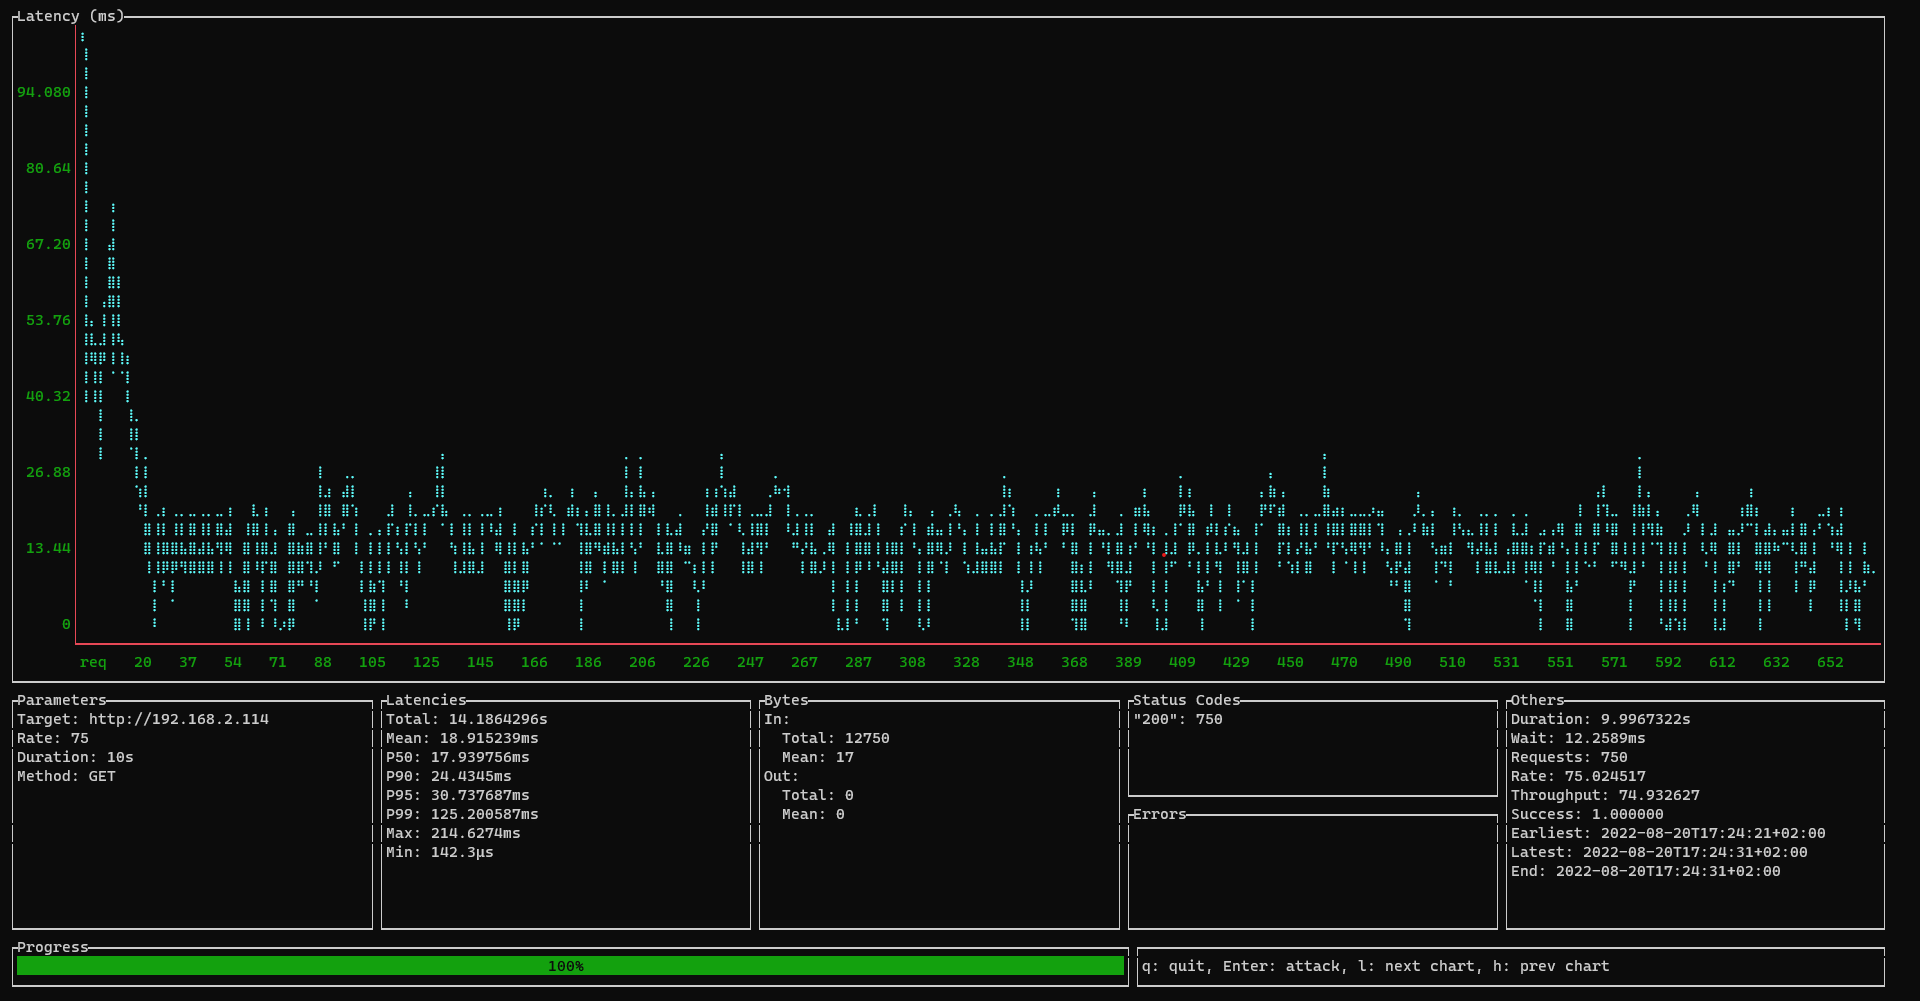 Latency (ms)
94.080
80.64
67.20
53.76
40.32
26.88
13.44
0
req 20 37 54 71 88 105 125 145 166 186 206 226 247 267 287 308 328 348 368 389 409 429 450 470 490 510 531 551 571 592 612 632 652
Parameters
Target: http://192.168.2.114
Rate: 75
Duration: 10s
Method: GET
Latencies
Total: 14.1864296s
Mean: 18.915239ms
P50: 17.939756ms
P90: 24.4345ms
P95: 30.737687ms
P99: 125.200587ms
Max: 214.6274ms
Min: 142.3µs
Bytes
In:
Total: 12750
Mean: 17
Out:
Total: 0
Mean: 0
Status Codes
"200": 750
Errors
Others
Duration: 9.9967322s
Wait: 12.2589ms
Requests: 750
Rate: 75.024517
Throughput: 74.932627
Success: 1.000000
Earliest: 2022-08-20T17:24:21+02:00
Latest: 2022-08-20T17:24:31+02:00
End: 2022-08-20T17:24:31+02:00
Progress
100%
q: quit, Enter: attack, l: next chart, h: prev chart